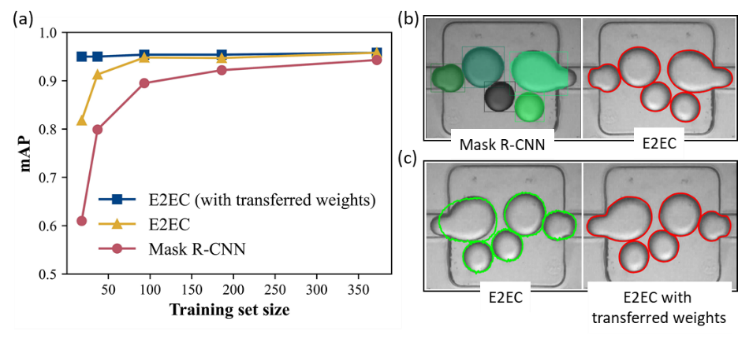 (a)
1.0
0.9
0.8
0.7
0.6
0.5
mAP
E2EC (with transferred weights)
E2EC
Mask R-CNN
50
100
150
200
250
300
350
Training set size
(b)
Mask R-CNN
E2EC
(c)
E2EC
E2EC with
transferred weights